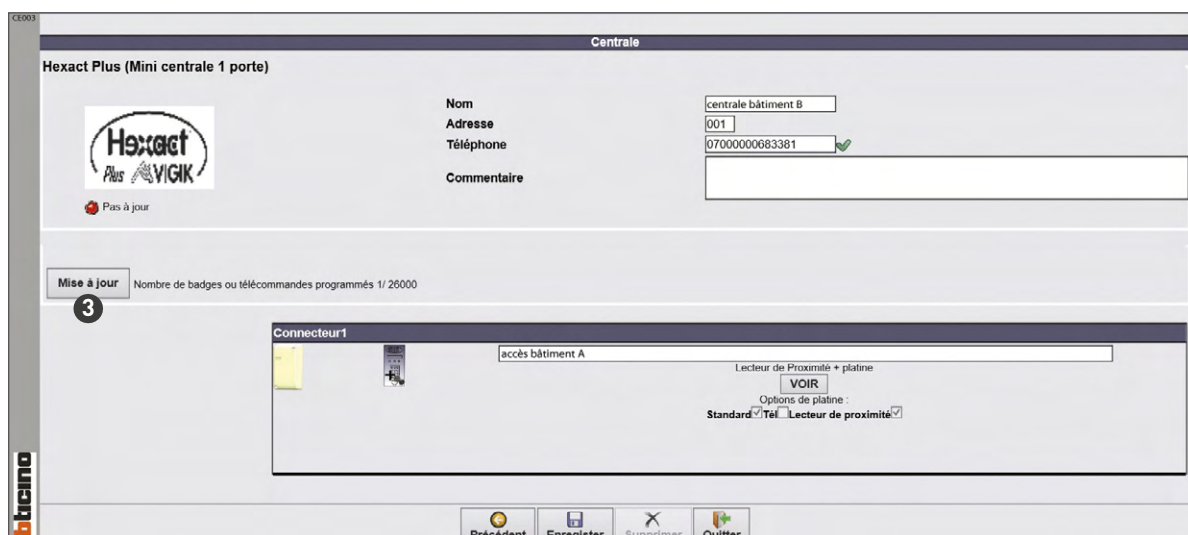 CE003
Centrale
Hexact Plus (Mini centrale 1 porte)
Nom centrale bâtiment B
Adresse 001
Téléphone 07000000683381
Commentaire
Hexact
Plus VIGIK
Pas à jour
Mise à jour Nombre de badges ou télécommandes programmés 1/ 26000
3
Connecteur1
accès bâtiment A
Lecteur de Proximité + platine
VOIR
Options de platine :
Standard Tél Lecteur de proximité
bticino
Précédent Enregister Supprimer Quitter